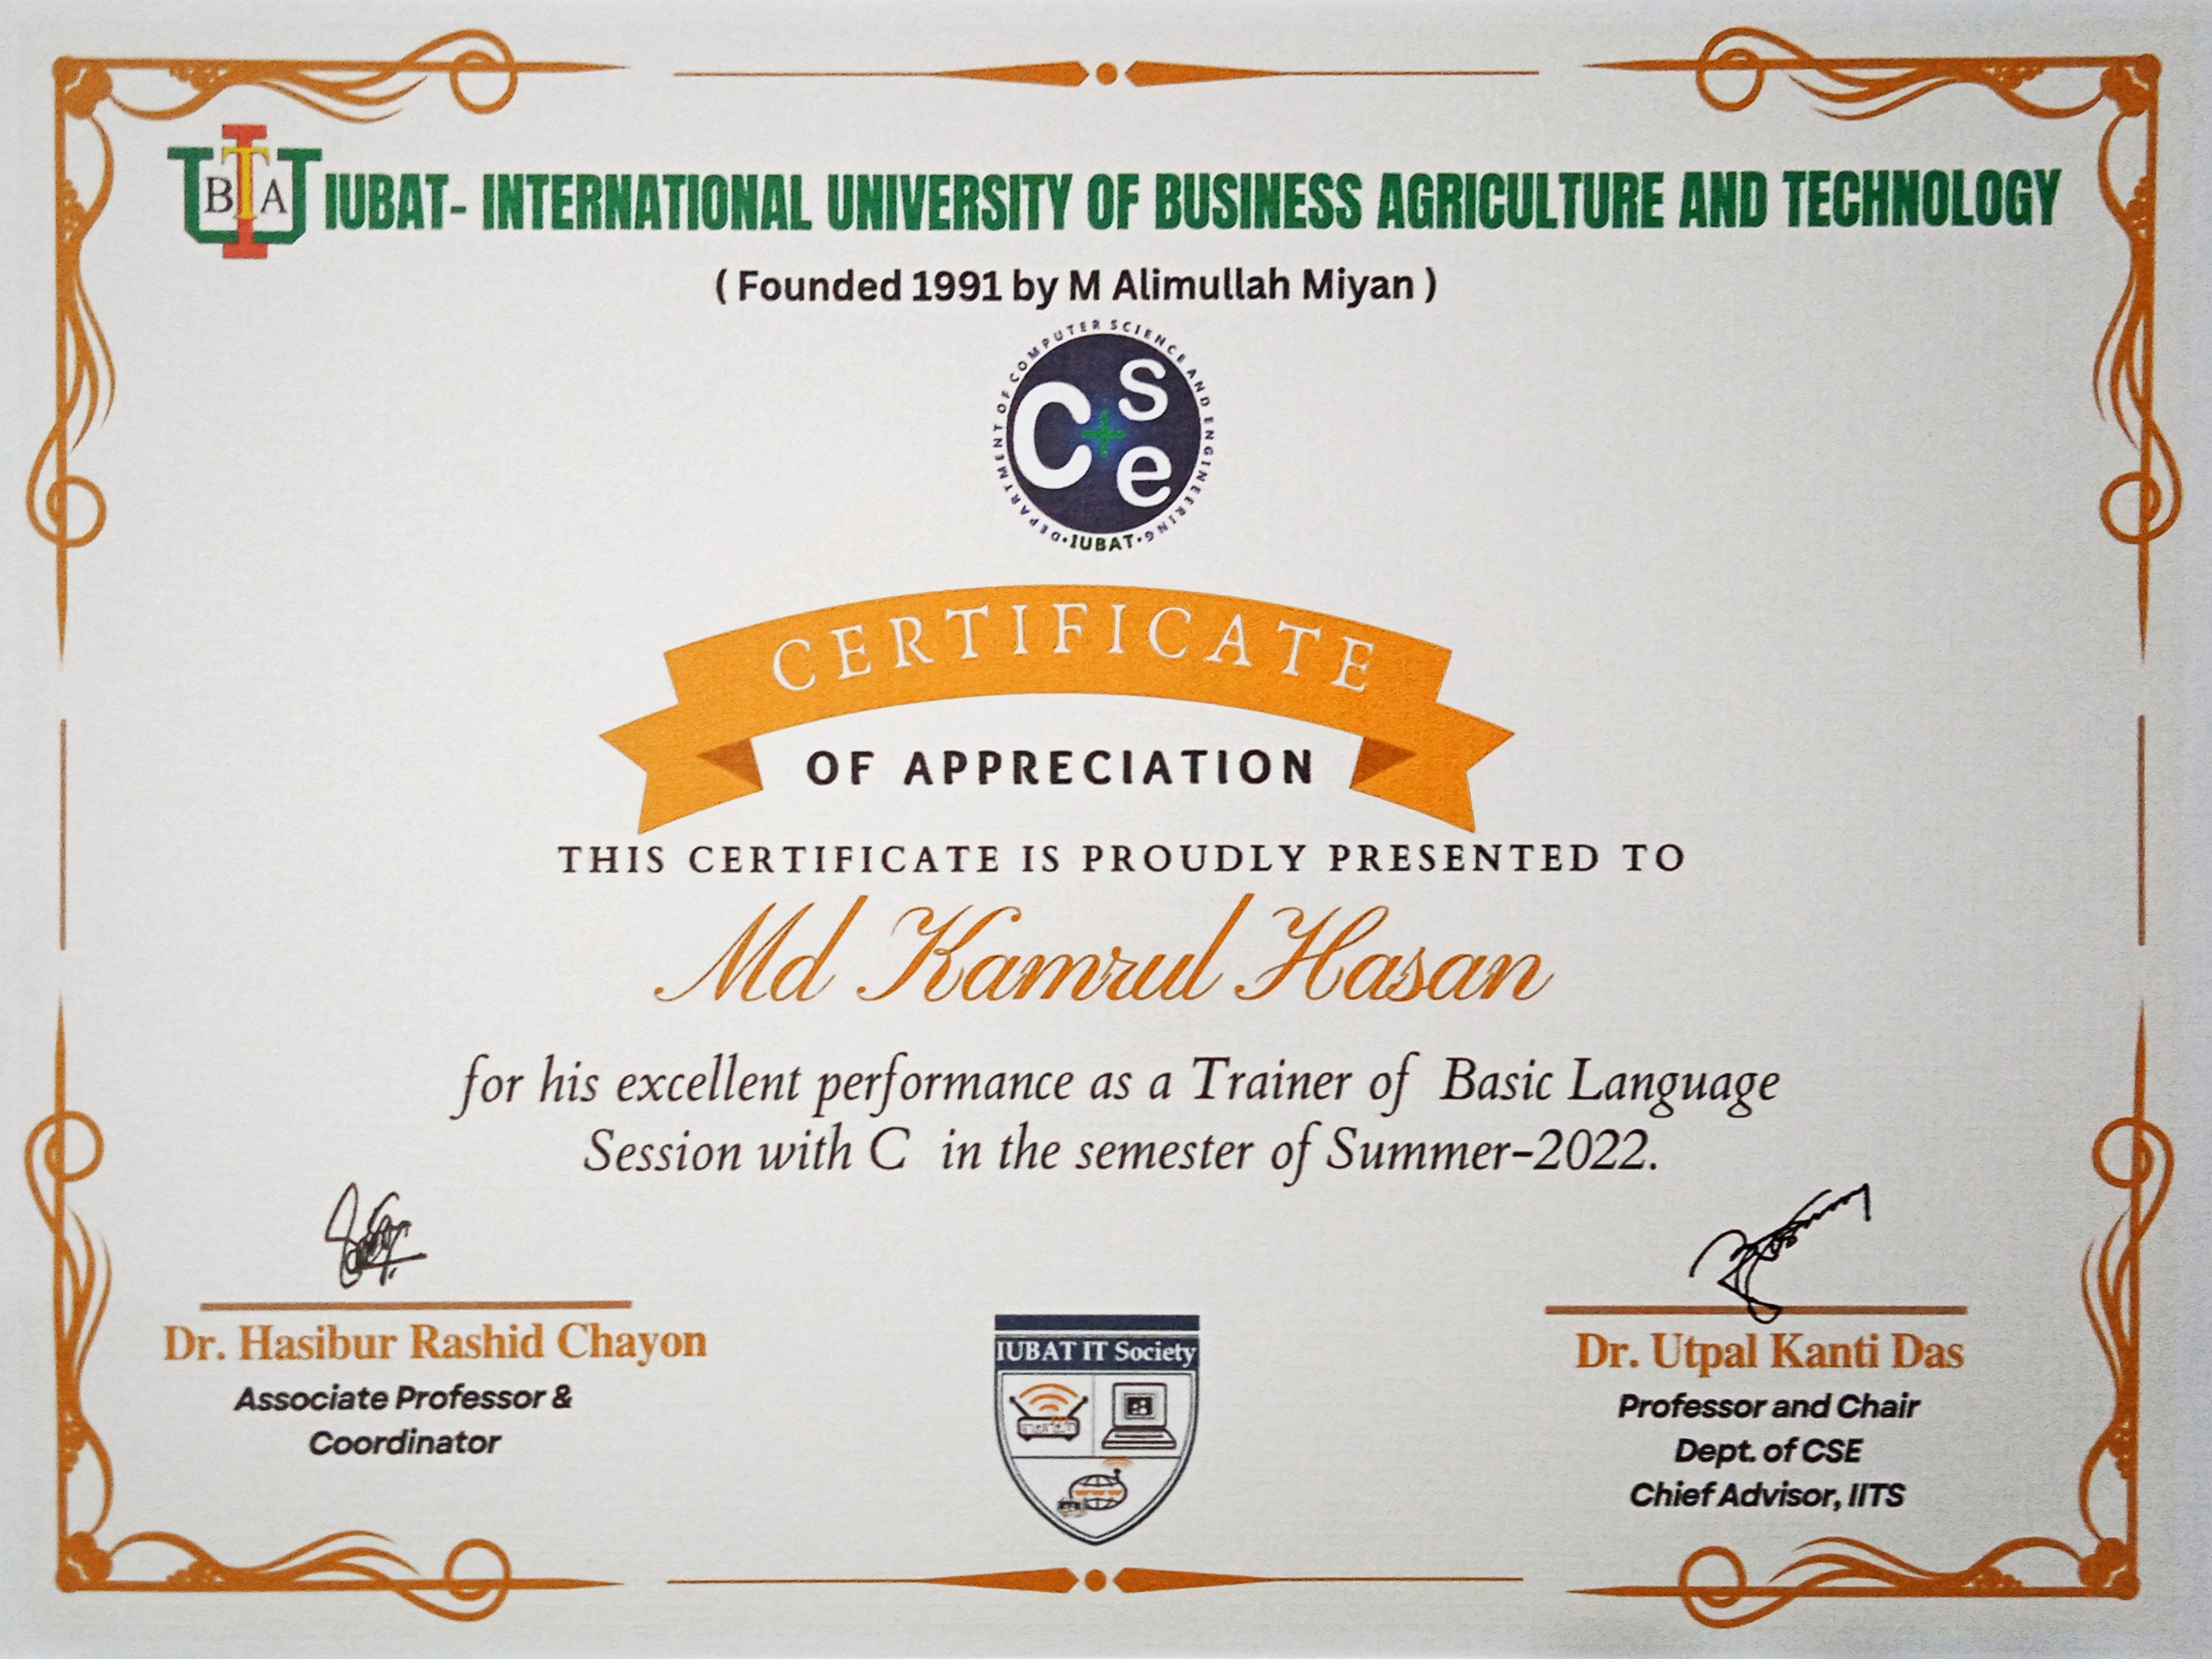 BTA
IUBAT- INTERNATIONAL UNIVERSITY OF BUSINESS AGRICULTURE AND TECHNOLOGY
( Founded 1991 by M Alimullah Miyan )
DEPARTMENT OF COMPUTER SCIENCE AND ENGINEERING
Cse
IUBAT
CERTIFICATE
OF APPRECIATION
THIS CERTIFICATE IS PROUDLY PRESENTED TO
Md Kamrul Hasan
for his excellent performance as a Trainer of Basic Language
Session with C in the semester of Summer-2022.
Dr. Hasibur Rashid Chayon
Associate Professor &
Coordinator
IUBAT IT Society
Dr. Utpal Kanti Das
Professor and Chair
Dept. of CSE
Chief Advisor, IITS